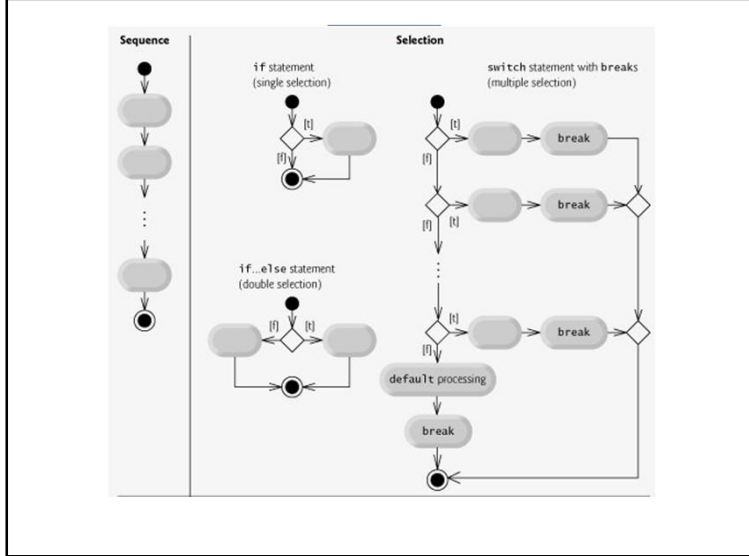 Sequence
Selection
if statement
(single selection)
[t]
[f]
if...else statement
(double selection)
[f]
[t]
switch statement with breaks
(multiple selection)
[t]
break
[f]
break
[f]
[t]
break
[t]
[f]
default processing
break